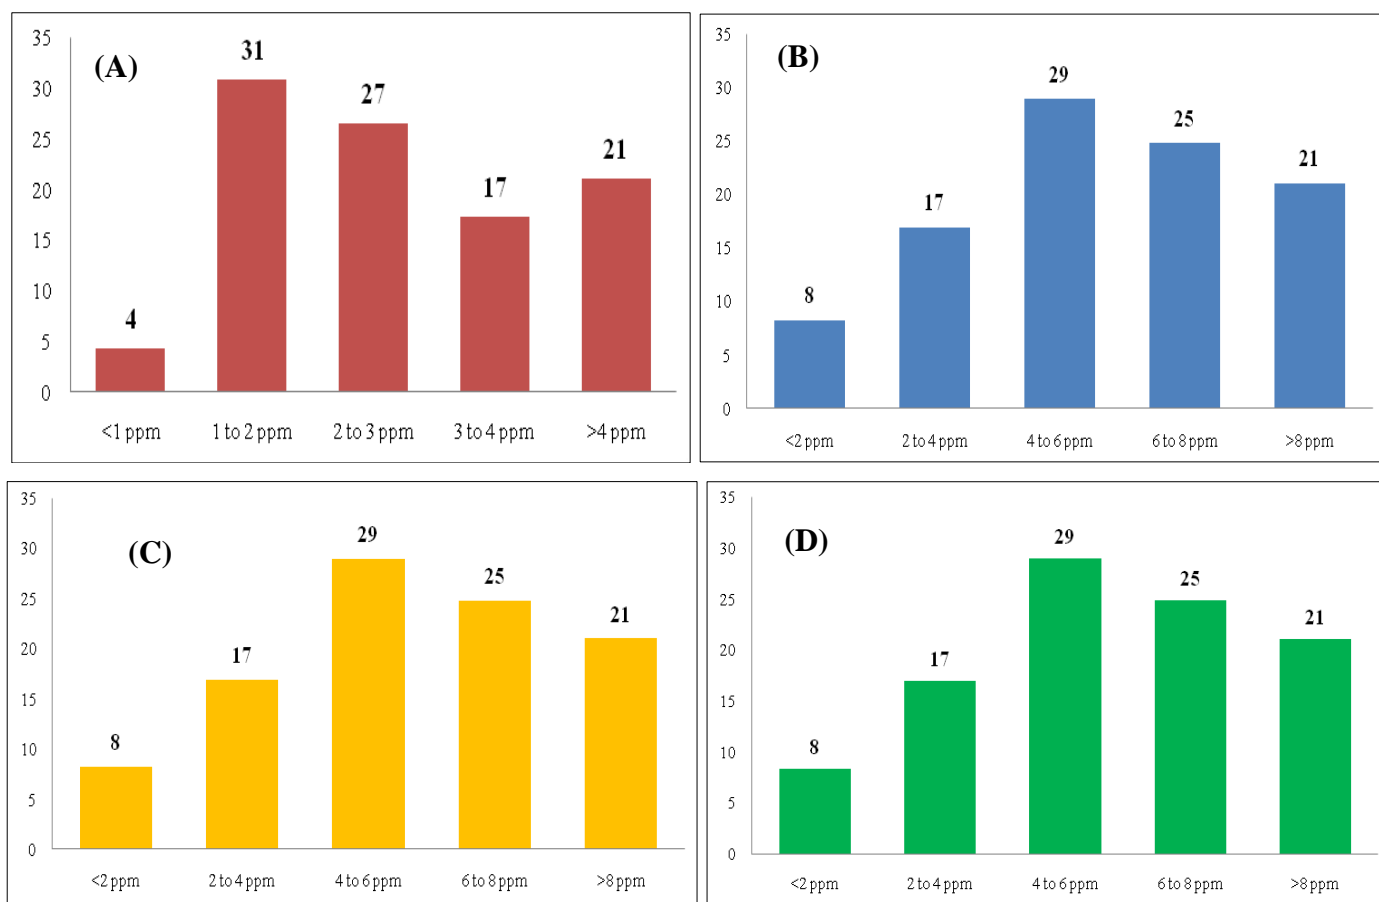 (A)
35
30
25
20
15
10
5
0
4
31
27
17
21
<1 ppm
1 to 2 ppm
2 to 3 ppm
3 to 4 ppm
>4 ppm
(B)
35
30
25
20
15
10
5
0
8
17
29
25
21
<2 ppm
2 to 4 ppm
4 to 6 ppm
6 to 8 ppm
>8 ppm
(C)
35
30
25
20
15
10
5
0
8
17
29
25
21
<2 ppm
2 to 4 ppm
4 to 6 ppm
6 to 8 ppm
>8 ppm
(D)
35
30
25
20
15
10
5
0
8
17
29
25
21
<2 ppm
2 to 4 ppm
4 to 6 ppm
6 to 8 ppm
>8 ppm